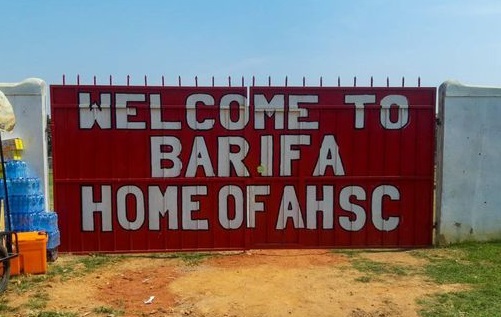 WELCOME TO
BARIFA
HOME OF AHSC